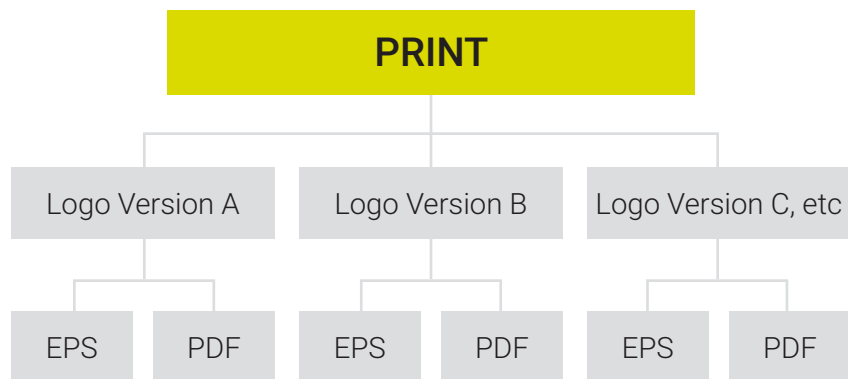 PRINT
Logo Version A
Logo Version B
Logo Version C, etc
EPS
PDF
EPS
PDF
EPS
PDF